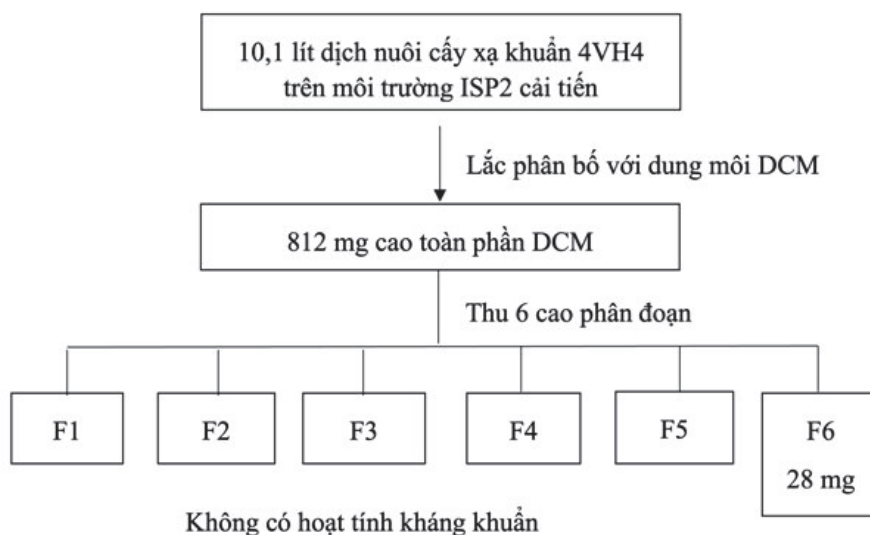 10,1 lít dịch nuôi cấy xạ khuẩn 4VH4
trên môi trường ISP2 cải tiến
Lắc phân bố với dung môi DCM
812 mg cao toàn phần DCM
Thu 6 cao phân đoạn
F1
F2
F3
F4
F5
F6
28 mg
Không có hoạt tính kháng khuẩn